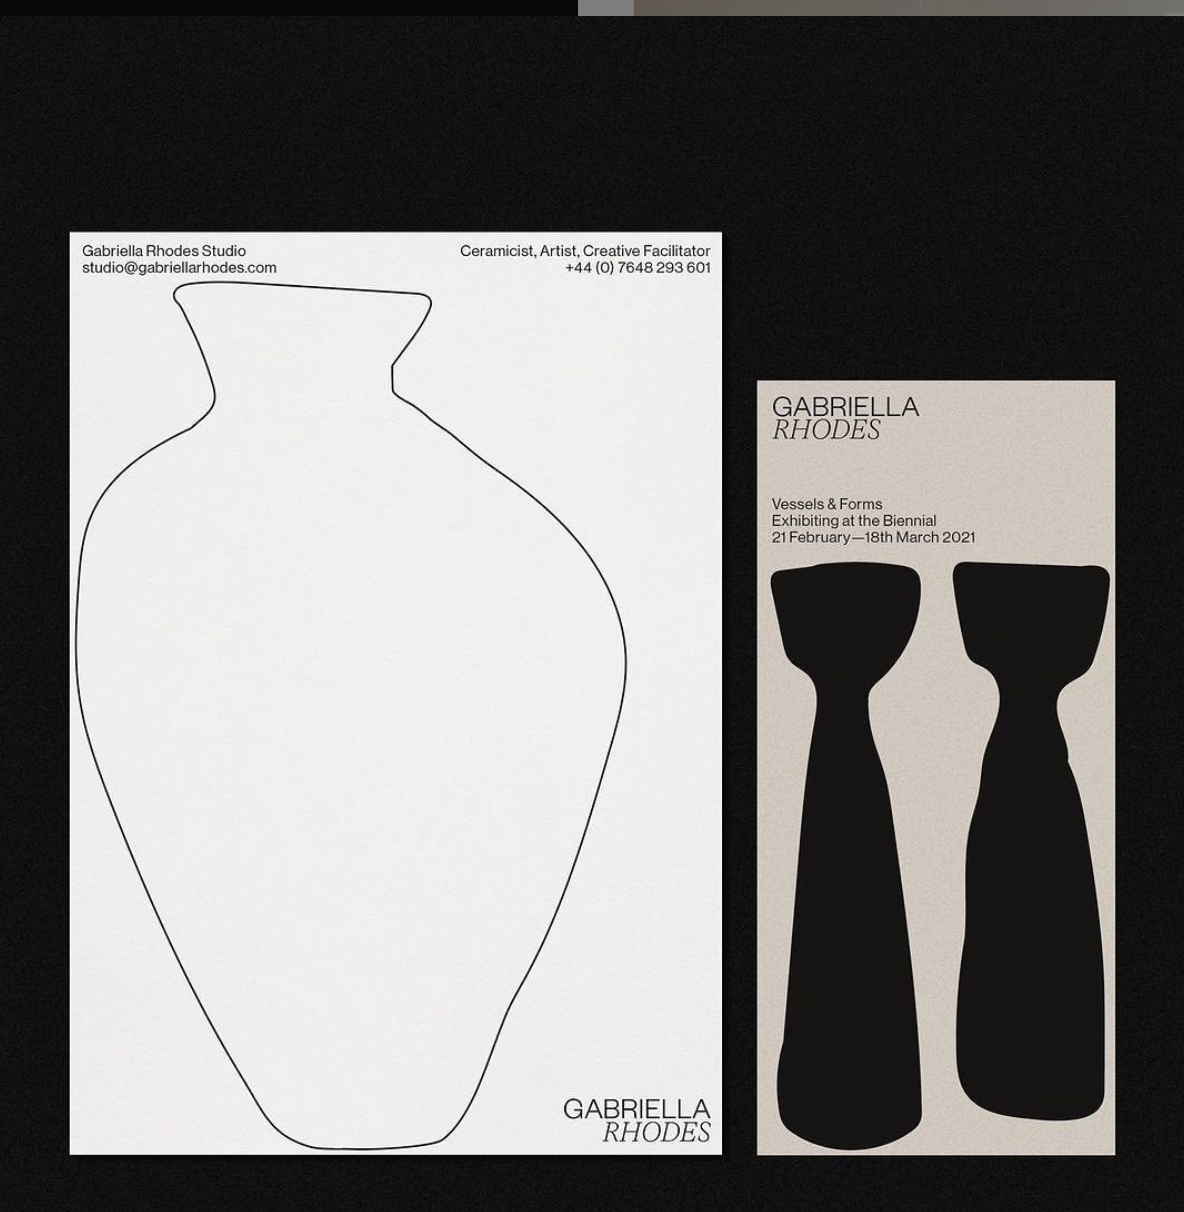 Gabriella Rhodes Studio
studio@gabriellarhodes.com
Ceramicist, Artist, Creative Facilitator
+44 (0) 7648 293 601
GABRIELLA
RHODES
GABRIELLA
RHODES
Vessels & Forms
Exhibiting at the Biennial
21 February—18th March 2021